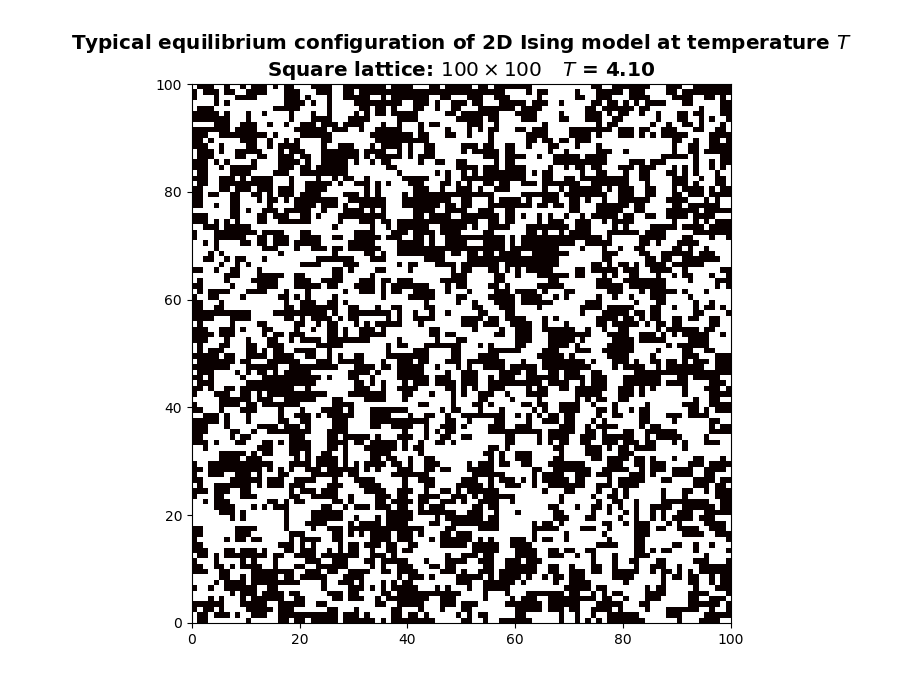 Typical equilibrium configuration of 2D Ising model at temperature T
Square lattice: 100 × 100 T = 4.10
100
80
60
40
20
0
0 20 40 60 80 100